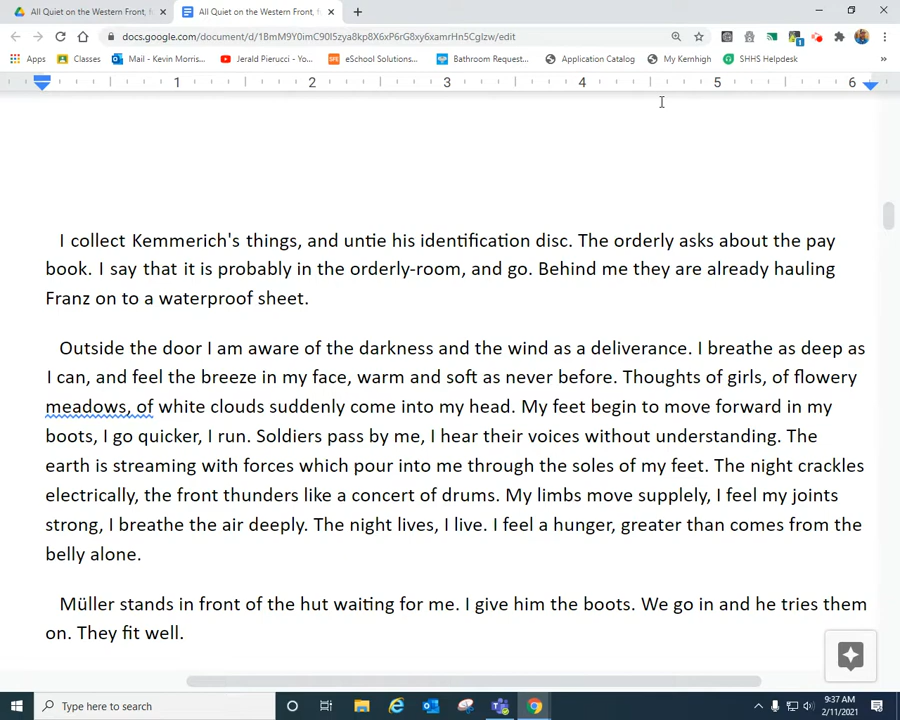 All Quiet on the Western Front, f
All Quiet on the Western Front, f
docs.google.com/document/d/1BmM9Y0imC90l5zya8kp8X6xP6rG8xy6xamrHn5CgIzw/edit
Apps
Classes
Mail - Kevin Morris...
Jerald Pierucci - Yo...
eSchool Solutions...
Bathroom Request...
Application Catalog
My Kernhigh
SHHS Helpdesk
1 2 3 4 5 6
I collect Kemmerich's things, and untie his identification disc. The orderly asks about the pay
book. I say that it is probably in the orderly-room, and go. Behind me they are already hauling
Franz on to a waterproof sheet.
Outside the door I am aware of the darkness and the wind as a deliverance. I breathe as deep as
I can, and feel the breeze in my face, warm and soft as never before. Thoughts of girls, of flowery
meadows, of white clouds suddenly come into my head. My feet begin to move forward in my
boots, I go quicker, I run. Soldiers pass by me, I hear their voices without understanding. The
earth is streaming with forces which pour into me through the soles of my feet. The night crackles
electrically, the front thunders like a concert of drums. My limbs move supplely, I feel my joints
strong, I breathe the air deeply. The night lives, I live. I feel a hunger, greater than comes from the
belly alone.
Müller stands in front of the hut waiting for me. I give him the boots. We go in and he tries them
on. They fit well.
Type here to search
9:37 AM
2/11/2021